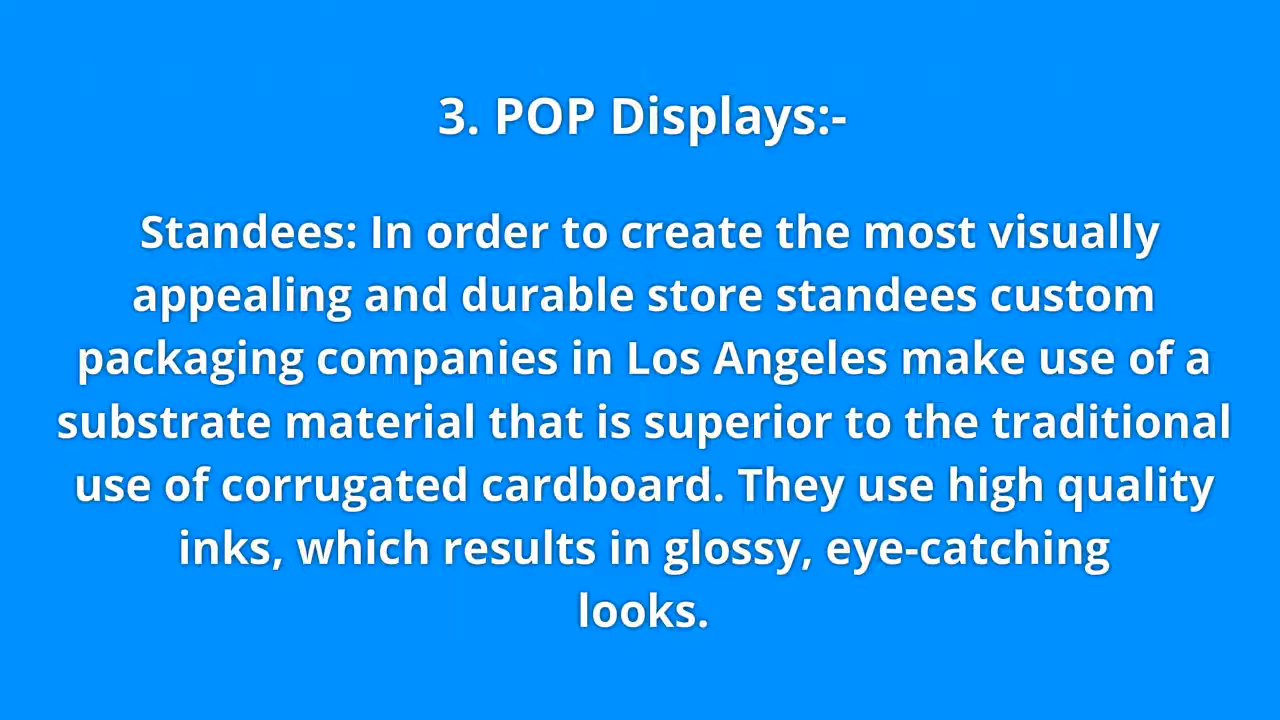 3. POP Displays:-
Standees: In order to create the most visually
appealing and durable store standees custom
packaging companies in Los Angeles make use of a
substrate material that is superior to the traditional
use of corrugated cardboard. They use high quality
inks, which results in glossy, eye-catching
looks.